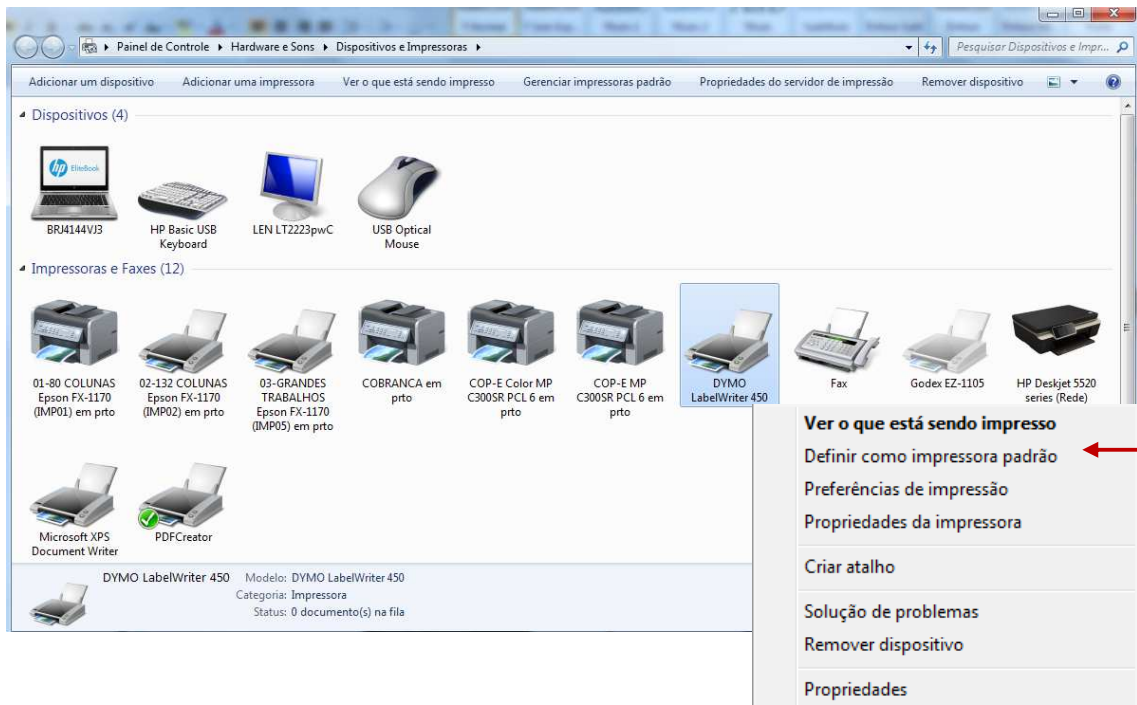 Painel de Controle ▸ Hardware e Sons ▸ Dispositivos e Impressoras ▸
Pesquisar Dispositivos e Impr...
Adicionar um dispositivo Adicionar uma impressora Ver o que está sendo impresso Gerenciar impressoras padrão Propriedades do servidor de impressão Remover dispositivo
Dispositivos (4)
hp EliteBook
BRJ4144VJ3
HP Basic USB
Keyboard
LEN LT2223pwC
USB Optical
Mouse
Impressoras e Faxes (12)
01-80 COLUNAS
Epson FX-1170
(IMP01) em prto
02-132 COLUNAS
Epson FX-1170
(IMP02) em prto
03-GRANDES
TRABALHOS
Epson FX-1170
(IMP05) em prto
COBRANCA em
prto
COP-E Color MP
C300SR PCL 6 em
prto
COP-E MP
C300SR PCL 6 em
prto
DYMO
LabelWriter 450
Fax
Godex EZ-1105
HP Deskjet 5520
series (Rede)
Microsoft XPS
Document Writer
PDFCreator
Ver o que está sendo impresso
Definir como impressora padrão
Preferências de impressão
Propriedades da impressora
Criar atalho
Solução de problemas
Remover dispositivo
Propriedades
DYMO LabelWriter 450 Modelo: DYMO LabelWriter 450
Categoria: Impressora
Status: 0 documento(s) na fila